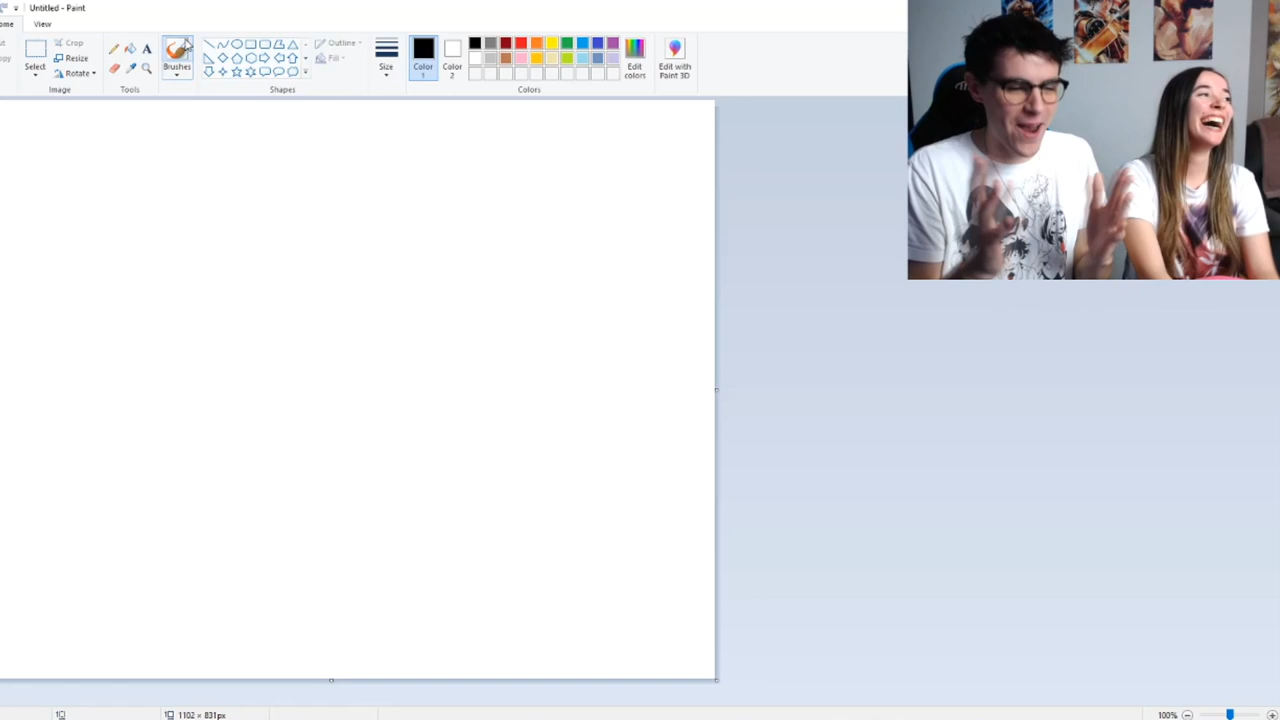 Untitled - Paint
View
Crop
Resize
Rotate
Select
Image
Tools
Brushes
Outline
Fill
Shapes
Size
Color
1
Color
2
Edit
colors
Edit with
Paint 3D
Colors
1102 × 831px
100%